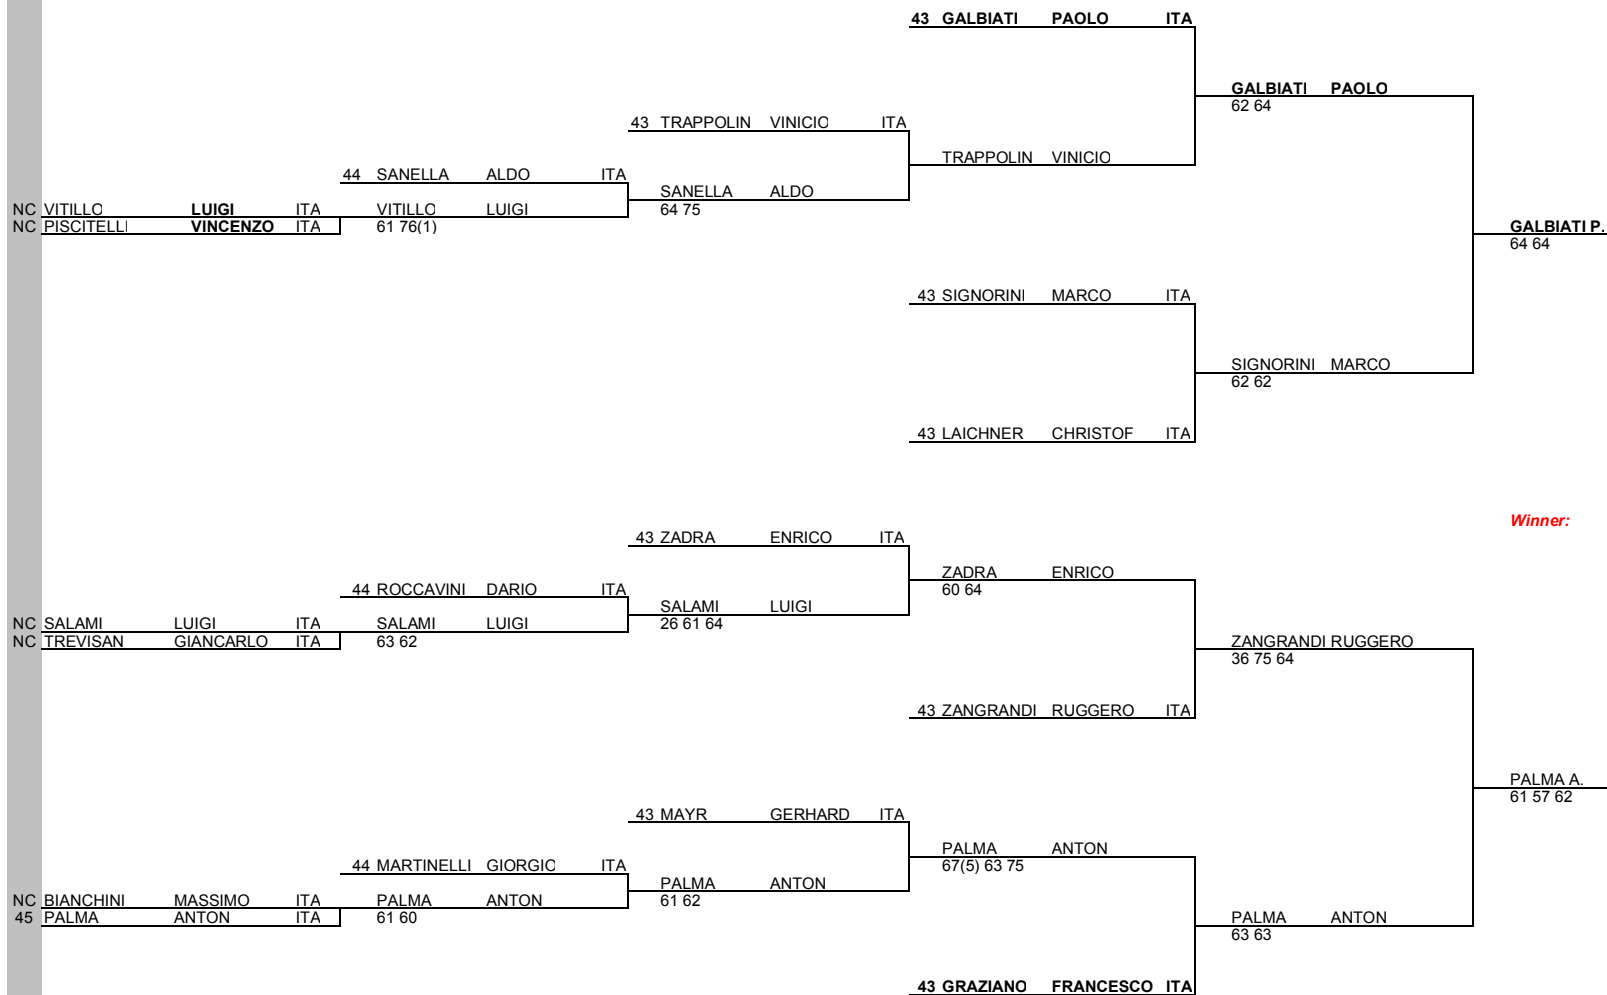 43 GALBIATI PAOLO ITA
GALBIATI PAOLO
62 64
43 TRAPPOLIN VINICIO ITA
TRAPPOLIN VINICIO
44 SANELLA ALDO ITA
SANELLA ALDO
64 75
NC VITILLO LUIGI ITA VITILLO LUIGI
NC PISCITELLI VINCENZO ITA 61 76(1)
GALBIATI P.
64 64
43 SIGNORINI MARCO ITA
SIGNORINI MARCO
62 62
43 LAICHNER CHRISTOF ITA
Winner:
43 ZADRA ENRICO ITA
ZADRA ENRICO
60 64
44 ROCCAVINI DARIO ITA
SALAMI LUIGI
26 61 64
NC SALAMI LUIGI ITA SALAMI LUIGI
NC TREVISAN GIANCARLO ITA 63 62
ZANGRANDI RUGGERO
36 75 64
43 ZANGRANDI RUGGERO ITA
PALMA A.
61 57 62
43 MAYR GERHARD ITA
PALMA ANTON
67(5) 63 75
44 MARTINELLI GIORGIO ITA
PALMA ANTON
61 62
NC BIANCHINI MASSIMO ITA PALMA ANTON
45 PALMA ANTON ITA 61 60
PALMA ANTON
63 63
43 GRAZIANO FRANCESCO ITA